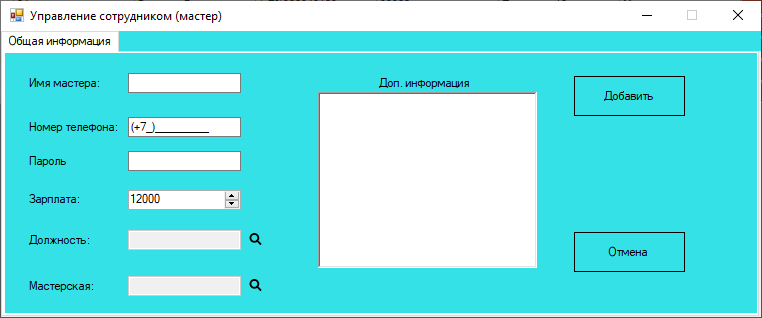 Управление сотрудником (мастер)
Общая информация
Имя мастера:
Доп. информация
Добавить
Номер телефона:
(+7_)__________
Пароль
Зарплата:
12000
Должность:
Отмена
Мастерская: